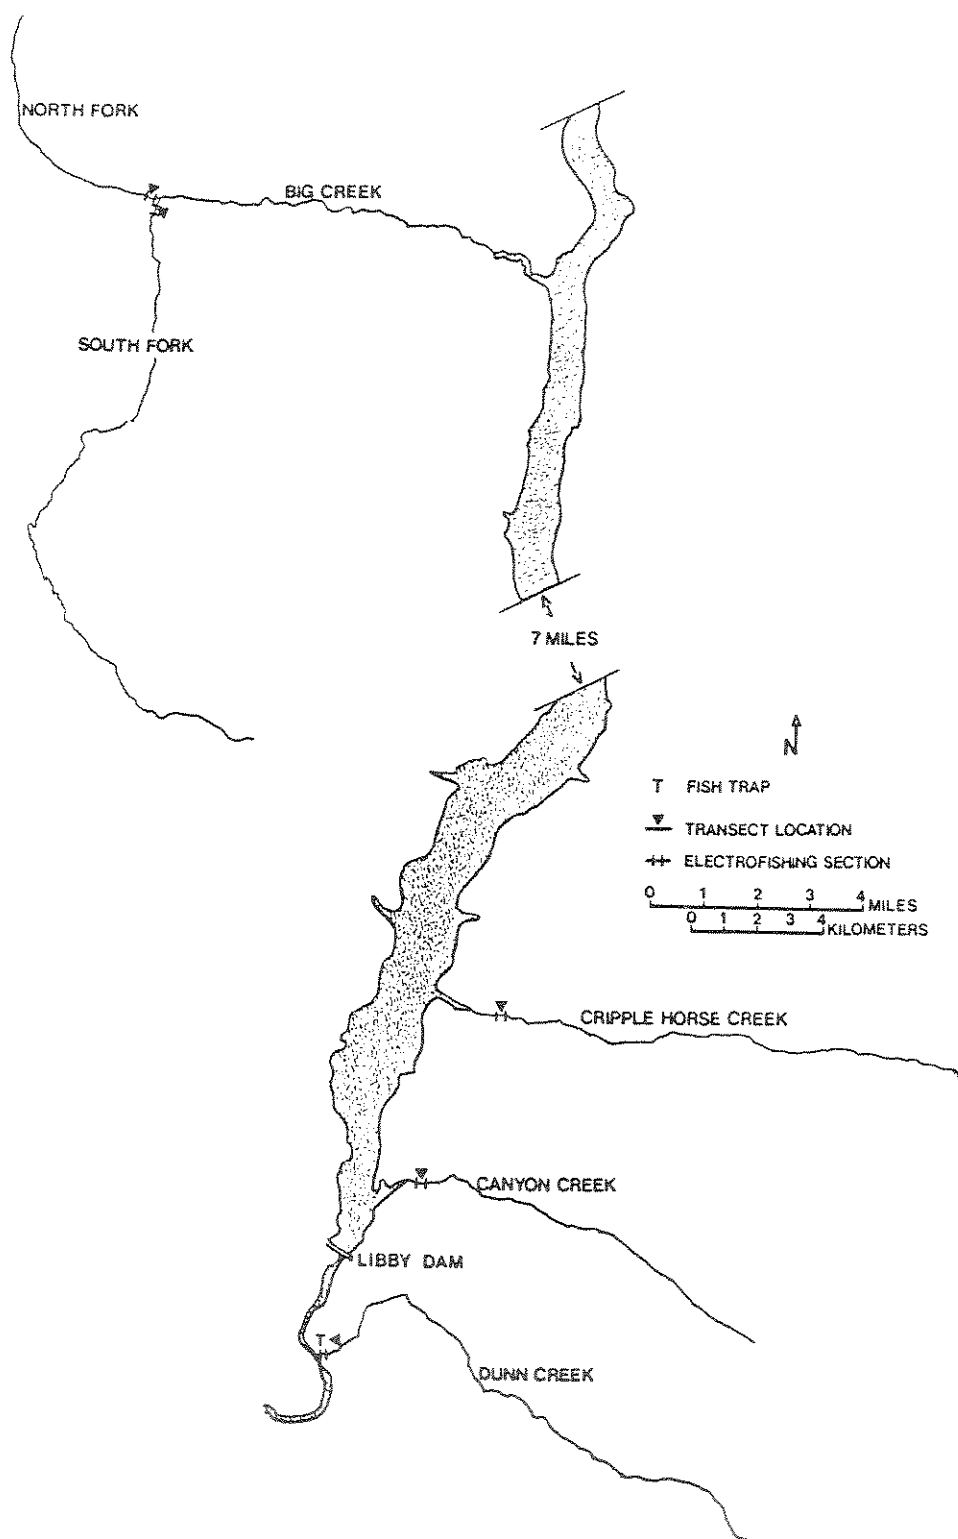 NORTH FORK
BIG CREEK
SOUTH FORK
7 MILES
N
T FISH TRAP
TRANSECT LOCATION
ELECTROFISHING SECTION
0 1 2 3 4 MILES
0 1 2 3 4 KILOMETERS
CRIPPLE HORSE CREEK
CANYON CREEK
LIBBY DAM
T
DUNN CREEK